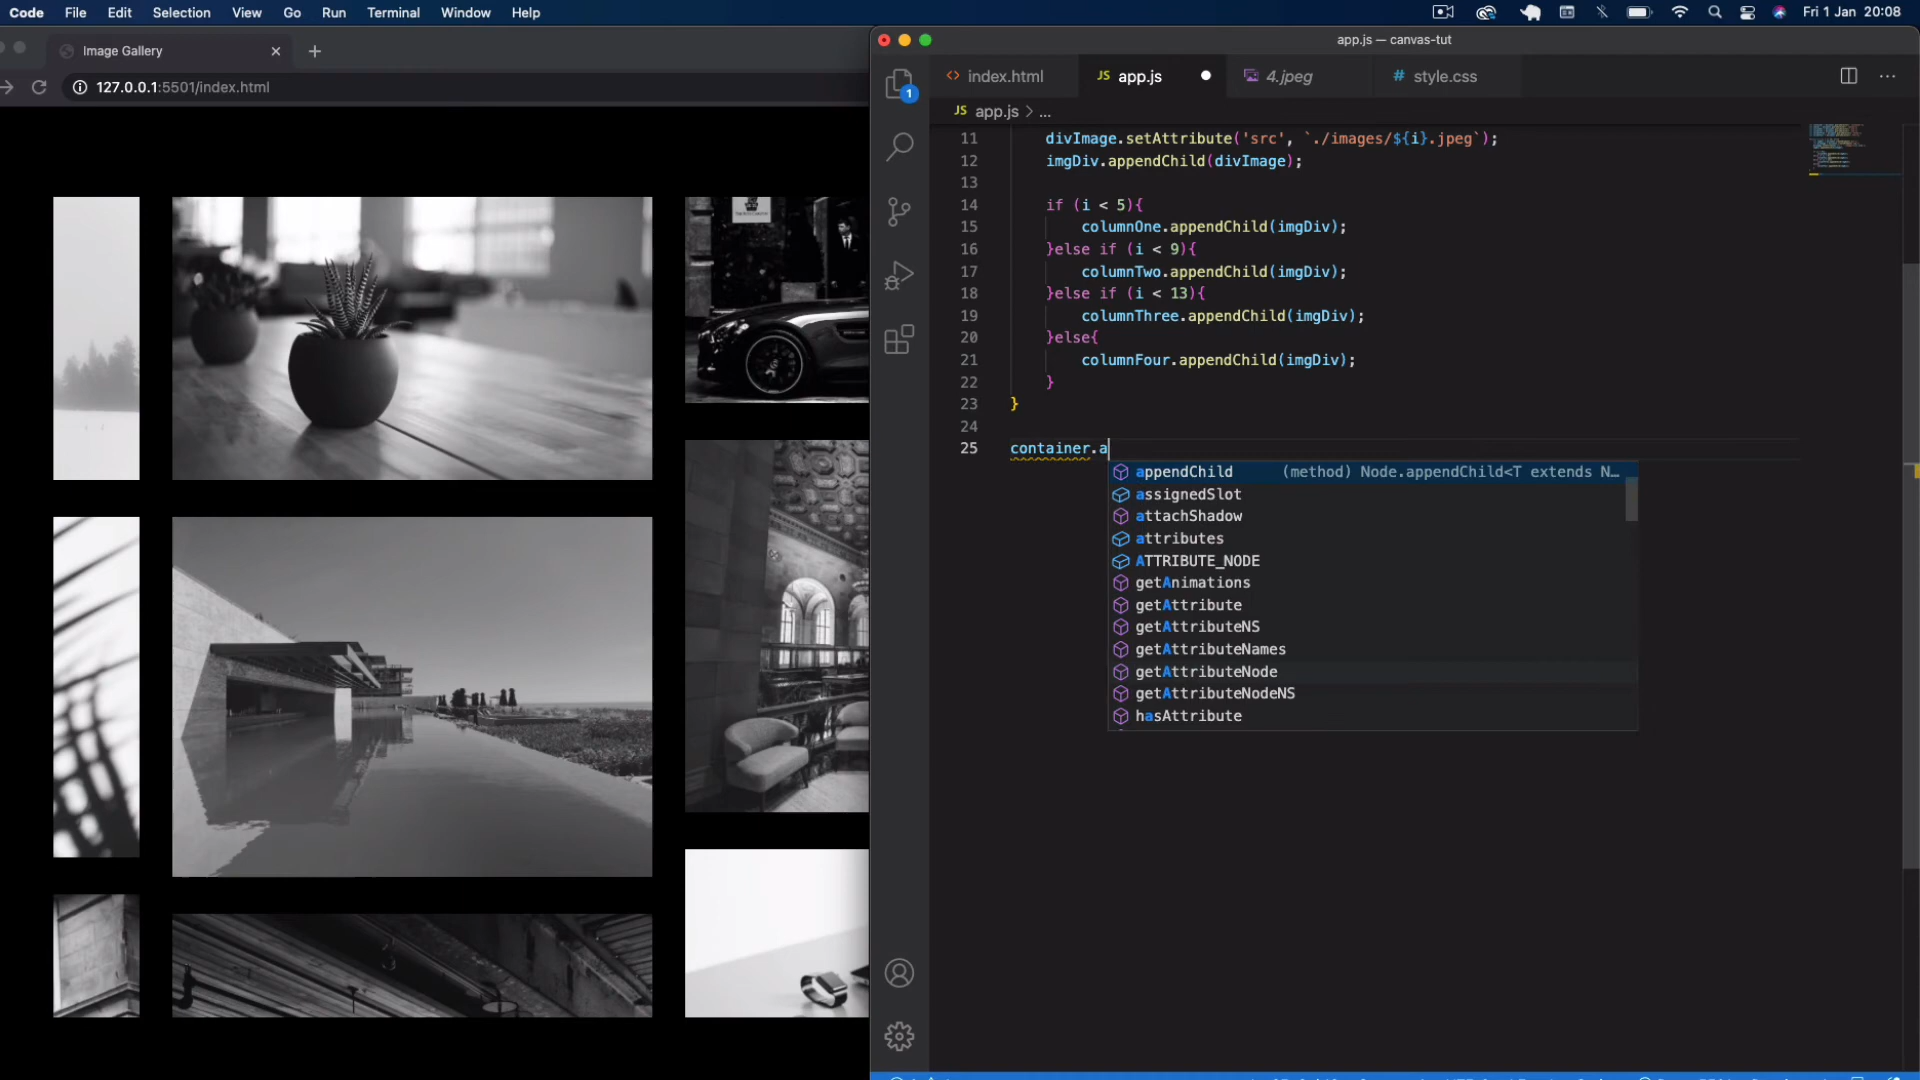 Code File Edit Selection View Go Run Terminal Window Help Fri 1 Jan 20:08
Image Gallery
127.0.0.1:5501/index.html
app.js — canvas-tut
index.html JS app.js 4.jpeg # style.css
1
JS app.js > ...
11 divImage.setAttribute('src', `./images/${i}.jpeg`);
12 imgDiv.appendChild(divImage);
13
14 if (i < 5){
15 columnOne.appendChild(imgDiv);
16 }else if (i < 9){
17 columnTwo.appendChild(imgDiv);
18 }else if (i < 13){
19 columnThree.appendChild(imgDiv);
20 }else{
21 columnFour.appendChild(imgDiv);
22 }
23 }
24
25 container.a
appendChild (method) Node.appendChild<T extends N…
assignedSlot
attachShadow
attributes
ATTRIBUTE_NODE
getAnimations
getAttribute
getAttributeNS
getAttributeNames
getAttributeNode
getAttributeNodeNS
hasAttribute